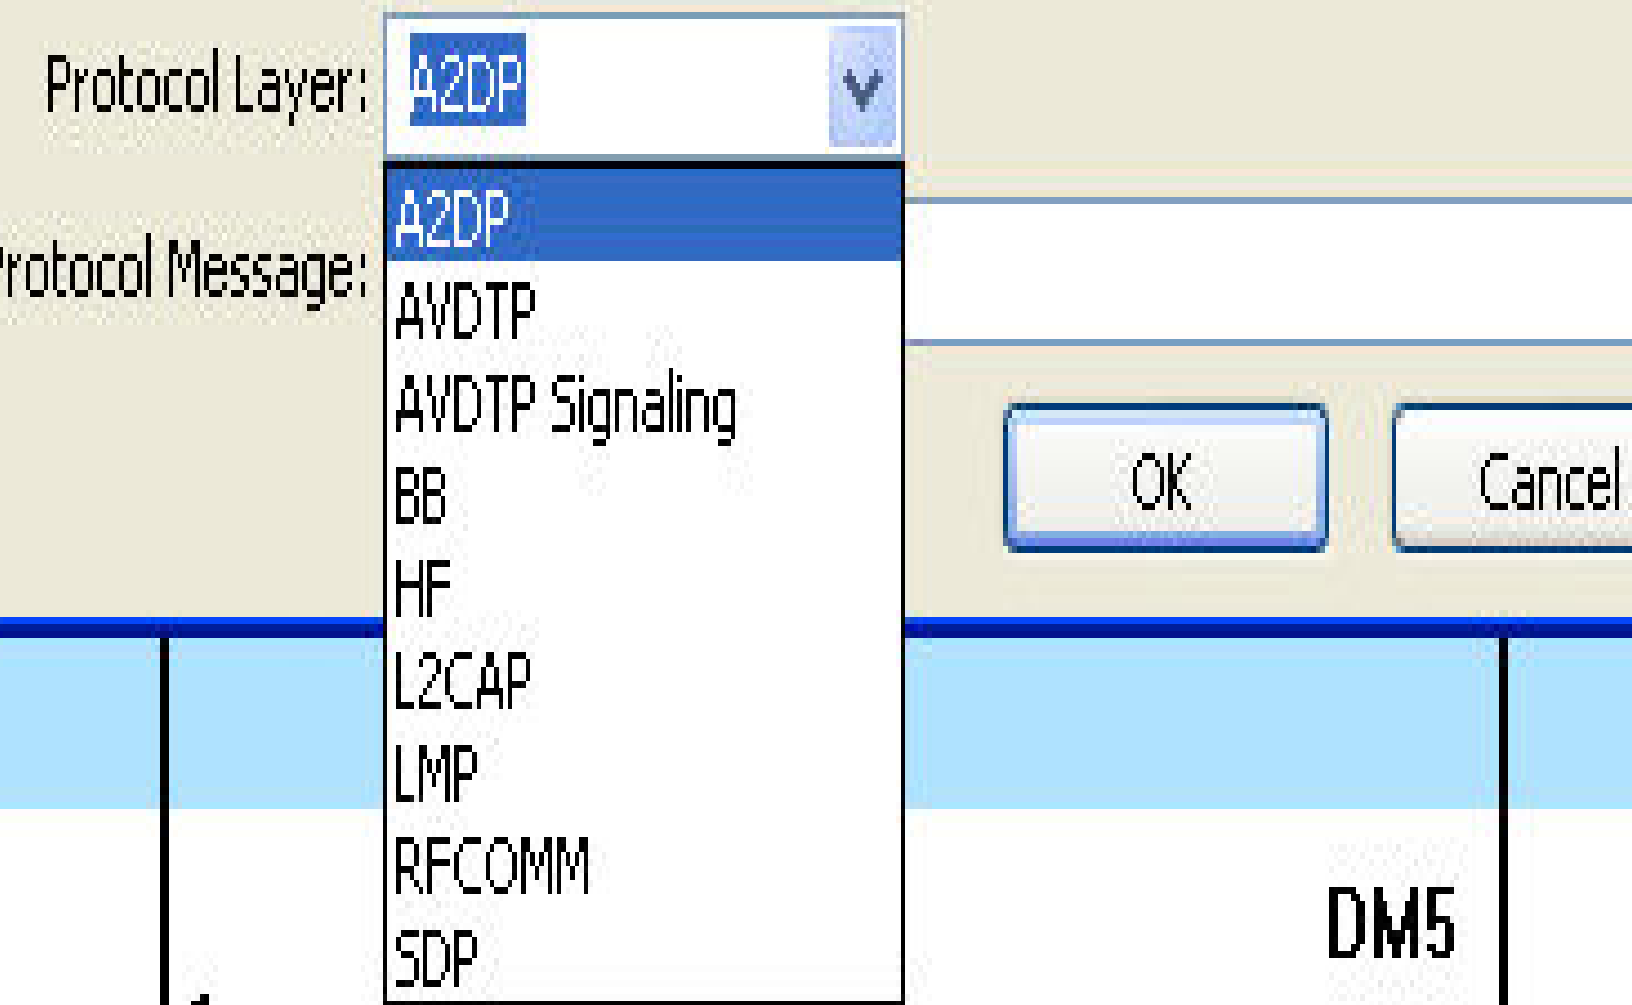 Protocol Layer: A2DP
A2DP
Protocol Message:
AVDTP
AVDTP Signaling
BB
OK Cancel
HF
L2CAP
LMP
RFCOMM
DM5
SDP